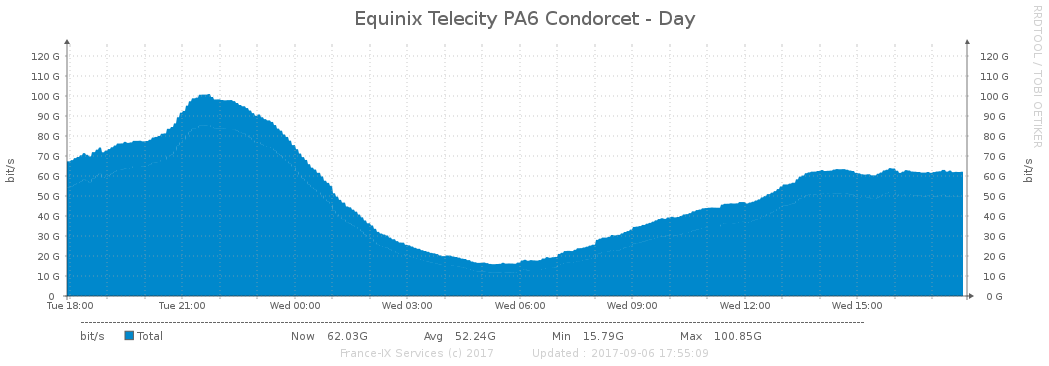 Equinix Telecity PA6 Condorcet - Day
RRDTOOL / TOBI OETIKER
bit/s
120 G 120 G
110 G 110 G
100 G 100 G
90 G 90 G
80 G 80 G
70 G 70 G
60 G 60 G
50 G 50 G
40 G 40 G
30 G 30 G
20 G 20 G
10 G 10 G
0 0 G
bit/s
Tue 18:00 Tue 21:00 Wed 00:00 Wed 03:00 Wed 06:00 Wed 09:00 Wed 12:00 Wed 15:00
bit/s Total Now 62.03G Avg 52.24G Min 15.79G Max 100.85G
France-IX Services (c) 2017 Updated : 2017-09-06 17:55:09